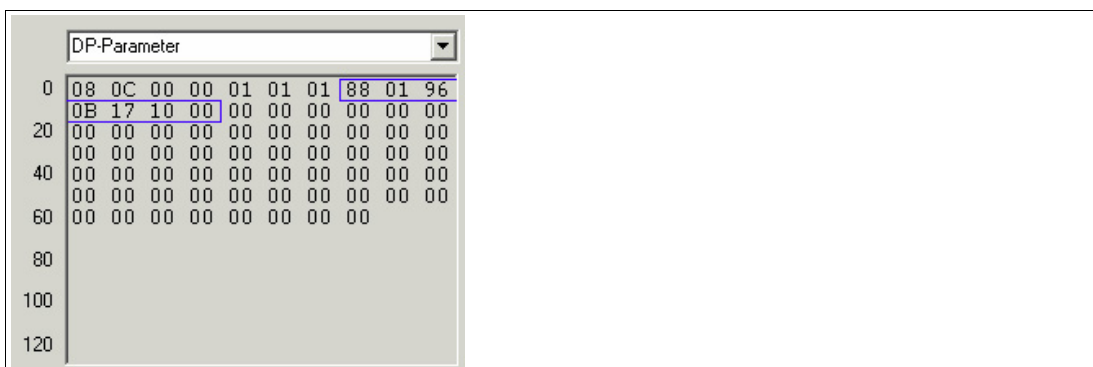 DP-Parameter
0 08 0C 00 00 01 01 01 88 01 96
0B 17 10 00 00 00 00 00 00 00
20 00 00 00 00 00 00 00 00 00 00
00 00 00 00 00 00 00 00 00 00
40 00 00 00 00 00 00 00 00 00 00
00 00 00 00 00 00 00 00 00 00
60 00 00 00 00 00 00 00 00
80
100
120